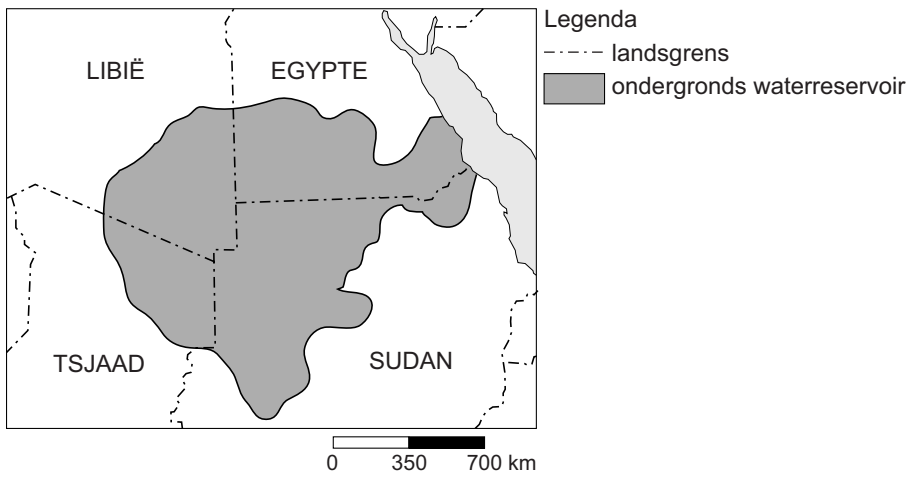 Legenda
landsgrens
ondergronds waterreservoir
LIBIË
EGYPTE
TSJAAD
SUDAN
0 350 700 km